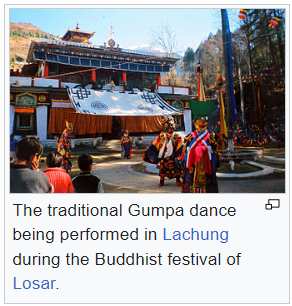 The traditional Gumpa dance
being performed in Lachung
during the Buddhist festival of
Losar.